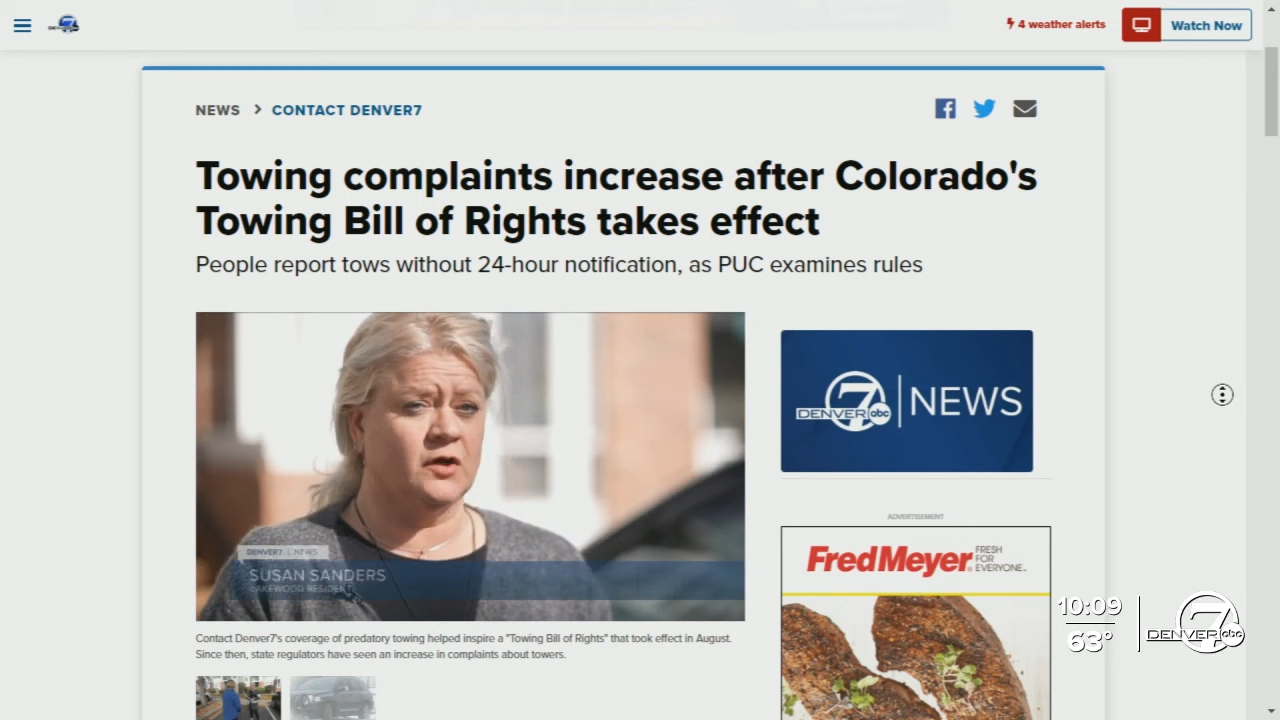 DENVER 7
4 weather alerts
Watch Now
NEWS > CONTACT DENVER7
Towing complaints increase after Colorado's
Towing Bill of Rights takes effect
People report tows without 24-hour notification, as PUC examines rules
DENVER7 | NEWS
SUSAN SANDERS
LAKEWOOD RESIDENT
Contact Denver7's coverage of predatory towing helped inspire a "Towing Bill of Rights" that took effect in August.
Since then, state regulators have seen an increase in complaints about towers.
DENVER 7 abc | NEWS
ADVERTISEMENT
Fred Meyer® FRESH
FOR
EVERYONE™
10:09
63°
DENVER 7 abc